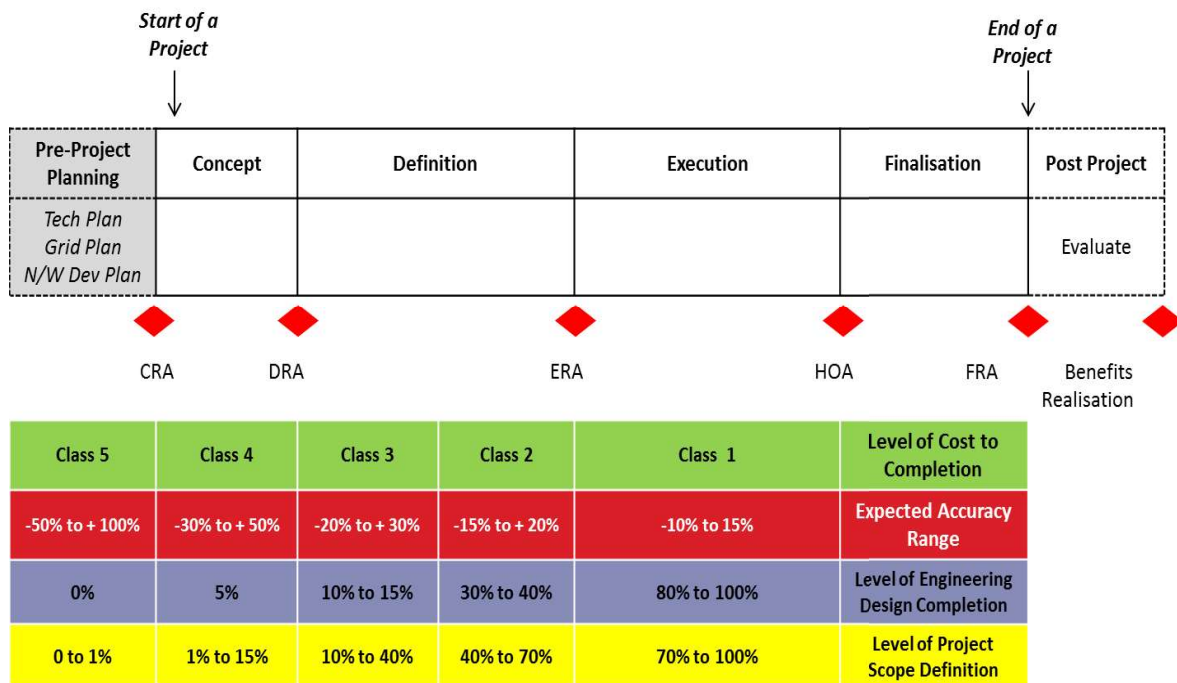 Start of a
Project
End of a
Project
Pre-Project
Planning
Concept
Definition
Execution
Finalisation
Post Project
Tech Plan
Grid Plan
N/W Dev Plan
Evaluate
CRA
DRA
ERA
HOA
FRA
Benefits
Realisation
Class 5
Class 4
Class 3
Class 2
Class 1
Level of Cost to
Completion
-50% to + 100%
-30% to + 50%
-20% to + 30%
-15% to + 20%
-10% to 15%
Expected Accuracy
Range
0%
5%
10% to 15%
30% to 40%
80% to 100%
Level of Engineering
Design Completion
0 to 1%
1% to 15%
10% to 40%
40% to 70%
70% to 100%
Level of Project
Scope Definition